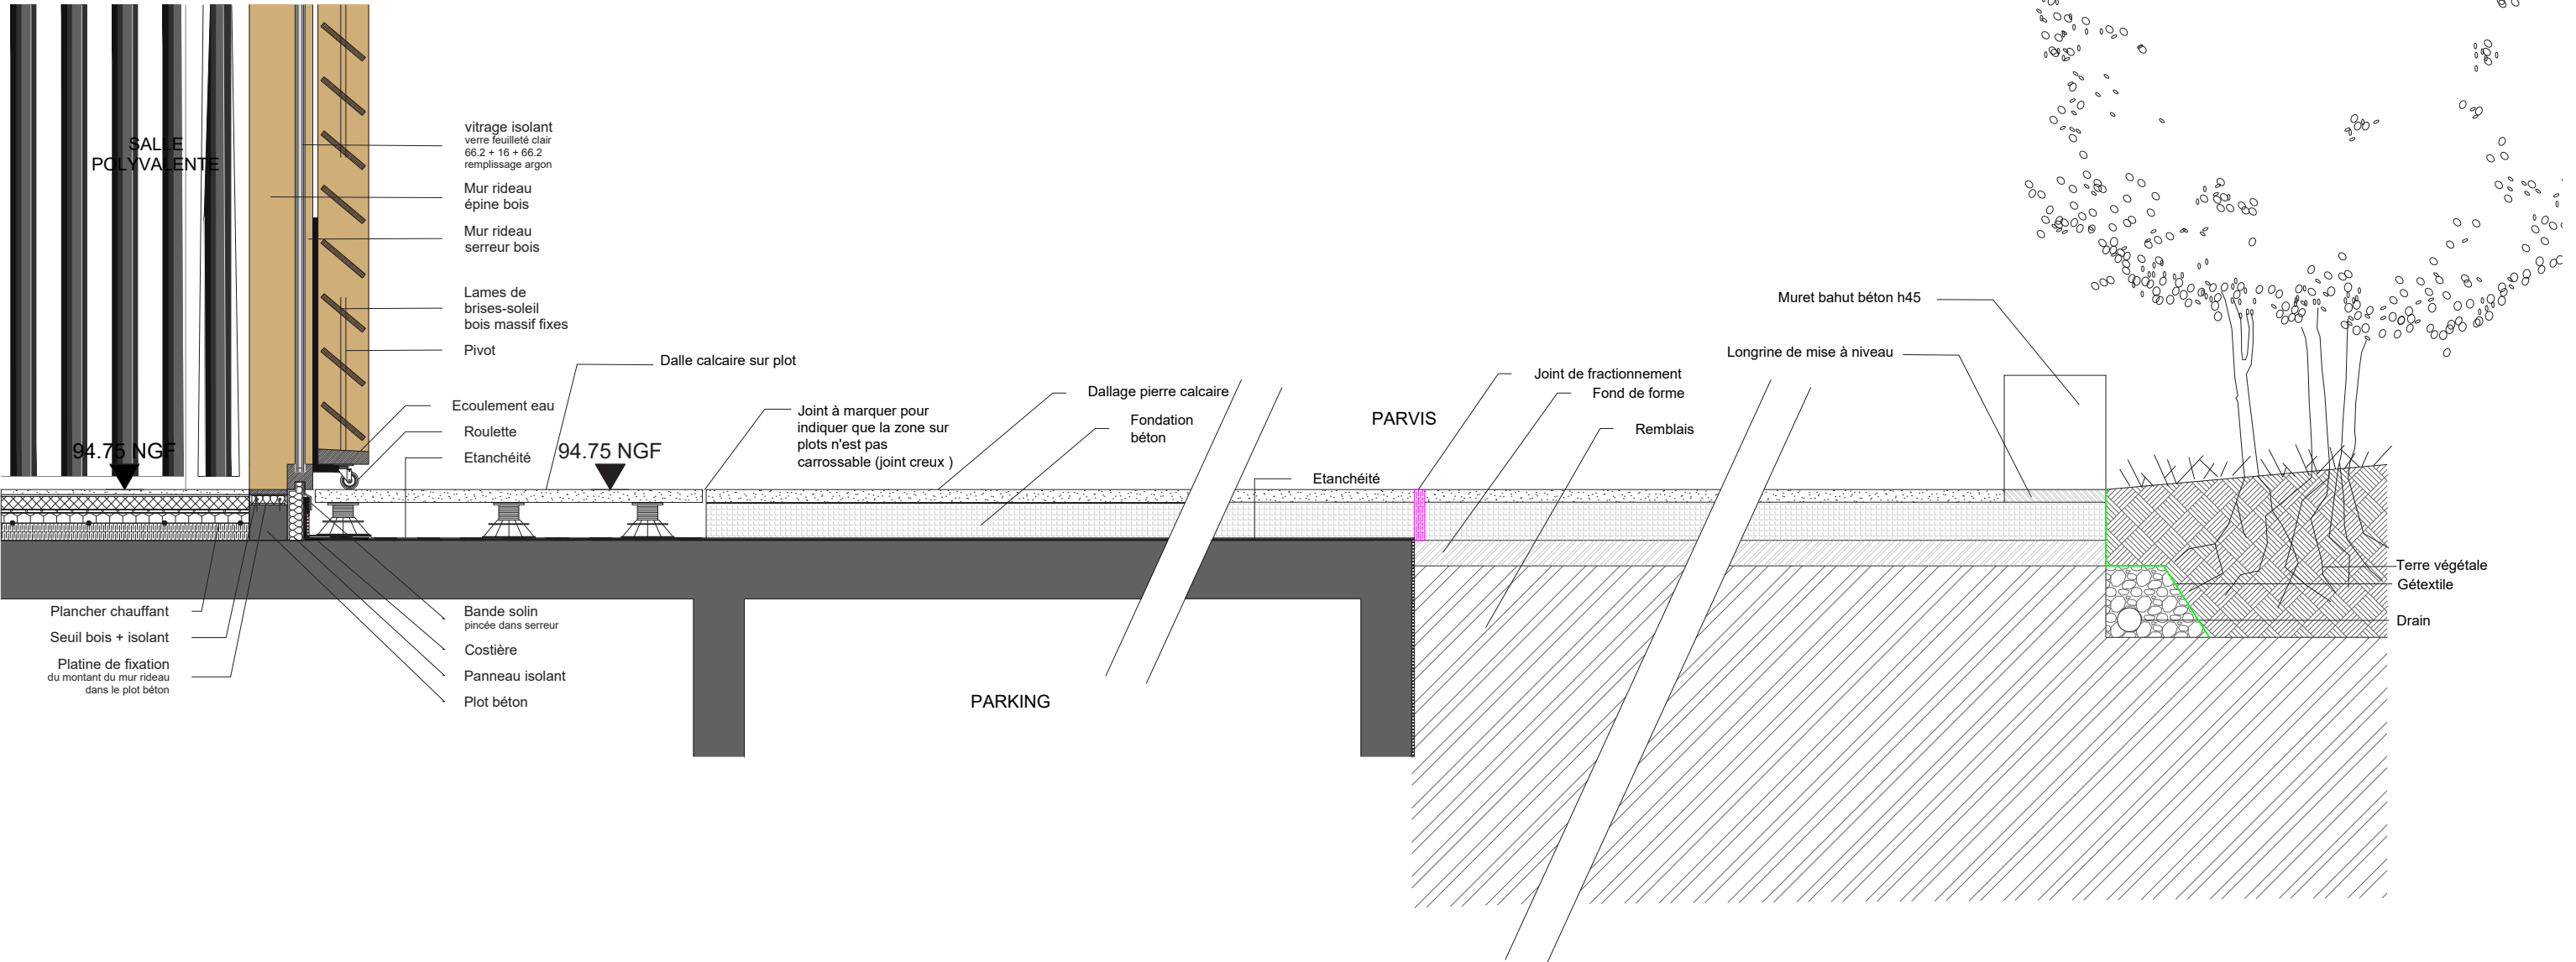 SALLE
POLYVALENTE
94.75 NGF
vitrage isolant
verre feuilleté clair
66.2 + 16 + 66.2
remplissage argon
Mur rideau
épine bois
Mur rideau
serreur bois
Lames de
brises-soleil
bois massif fixes
Pivot
Ecoulement eau
Roulette
Etanchéité
94.75 NGF
Dalle calcaire sur plot
Joint à marquer pour
indiquer que la zone sur
plots n'est pas
carrossable (joint creux )
Dallage pierre calcaire
Fondation
béton
Etanchéité
PARVIS
Joint de fractionnement
Fond de forme
Remblais
Muret bahut béton h45
Longrine de mise à niveau
Terre végétale
Gétextile
Drain
Plancher chauffant
Seuil bois + isolant
Platine de fixation
du montant du mur rideau
dans le plot béton
Bande solin
pincée dans serreur
Costière
Panneau isolant
Plot béton
PARKING